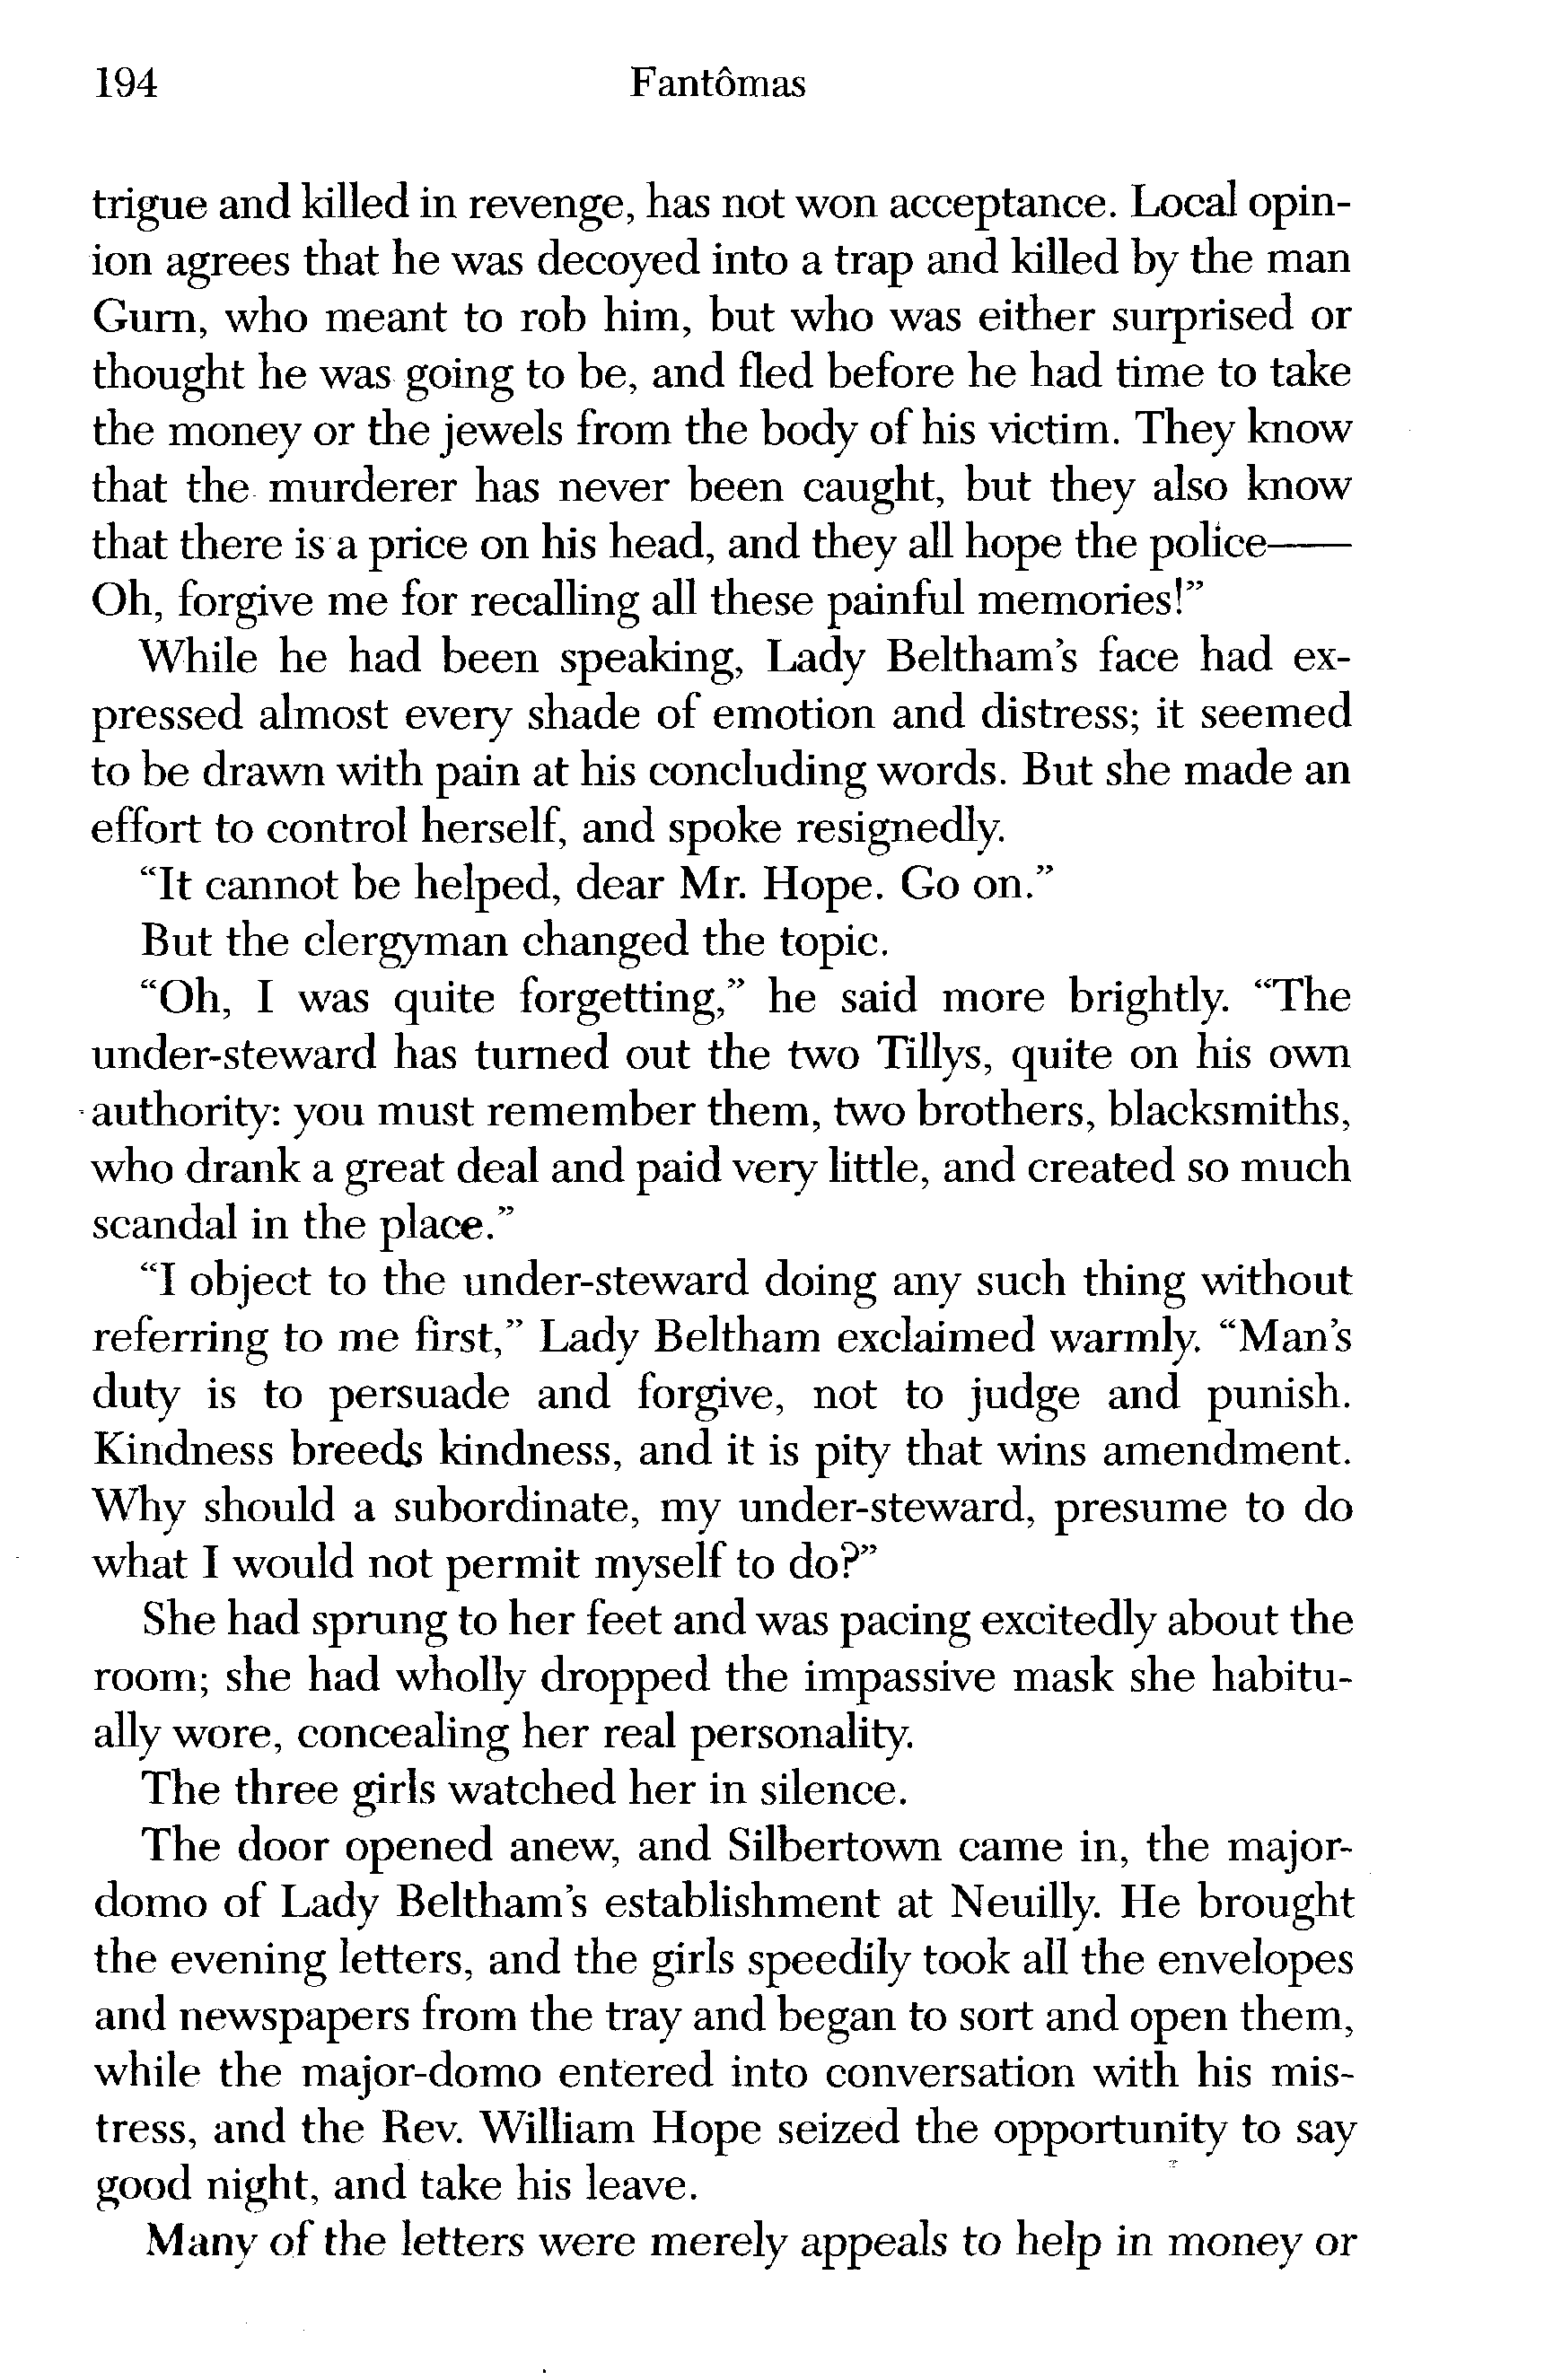 194 Fantômas
trigue and killed in revenge, has not won acceptance. Local opin-
ion agrees that he was decoyed into a trap and killed by the man
Gurn, who meant to rob him, but who was either surprised or
thought he was going to be, and fled before he had time to take
the money or the jewels from the body of his victim. They know
that the murderer has never been caught, but they also know
that there is a price on his head, and they all hope the police——
Oh, forgive me for recalling all these painful memories!”
While he had been speaking, Lady Beltham’s face had ex-
pressed almost every shade of emotion and distress; it seemed
to be drawn with pain at his concluding words. But she made an
effort to control herself, and spoke resignedly.
“It cannot be helped, dear Mr. Hope. Go on.”
But the clergyman changed the topic.
“Oh, I was quite forgetting,” he said more brightly. “The
under-steward has turned out the two Tillys, quite on his own
authority: you must remember them, two brothers, blacksmiths,
who drank a great deal and paid very little, and created so much
scandal in the place.”
“I object to the under-steward doing any such thing without
referring to me first,” Lady Beltham exclaimed warmly. “Man’s
duty is to persuade and forgive, not to judge and punish.
Kindness breeds kindness, and it is pity that wins amendment.
Why should a subordinate, my under-steward, presume to do
what I would not permit myself to do?”
She had sprung to her feet and was pacing excitedly about the
room; she had wholly dropped the impassive mask she habitu-
ally wore, concealing her real personality.
The three girls watched her in silence.
The door opened anew, and Silbertown came in, the major-
domo of Lady Beltham’s establishment at Neuilly. He brought
the evening letters, and the girls speedily took all the envelopes
and newspapers from the tray and began to sort and open them,
while the major-domo entered into conversation with his mis-
tress, and the Rev. William Hope seized the opportunity to say
good night, and take his leave.
Many of the letters were merely appeals to help in money or